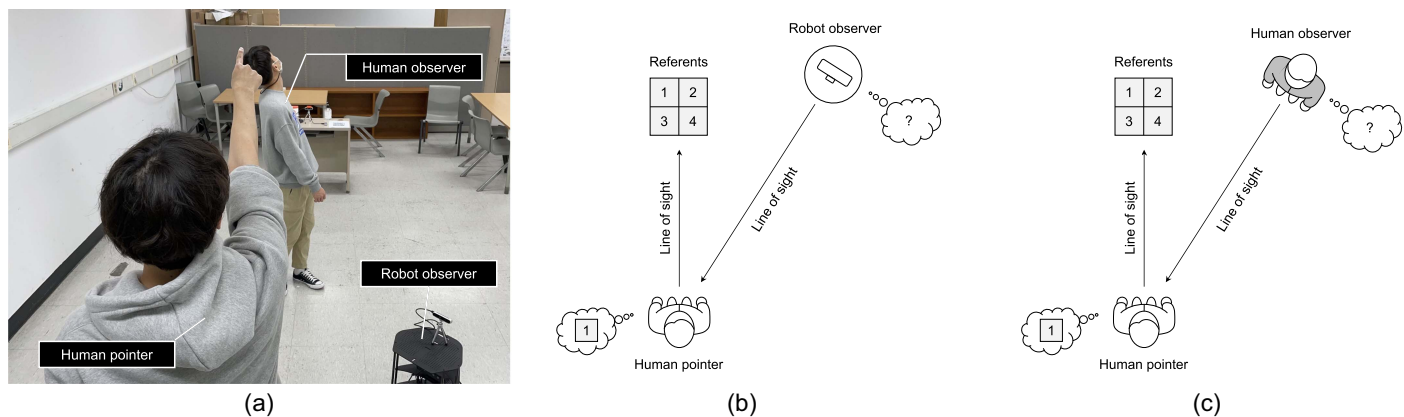 Human observer
Robot observer
Human pointer
(a)
Robot observer
Referents
1 2
3 4
?
Line of sight
Line of sight
1
Human pointer
(b)
Human observer
Referents
1 2
3 4
?
Line of sight
Line of sight
1
Human pointer
(c)